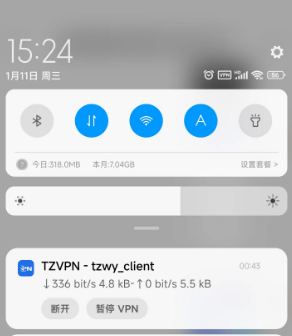 15:24
1月11日 周三
VPN 5G
A
今日:318.0MB 本月:7.04GB 设置套餐 >
TZVPN - tzwy_client 00:43
↓336 bit/s 4.8 kB-↑0 bit/s 5.5 kB
断开 暂停 VPN